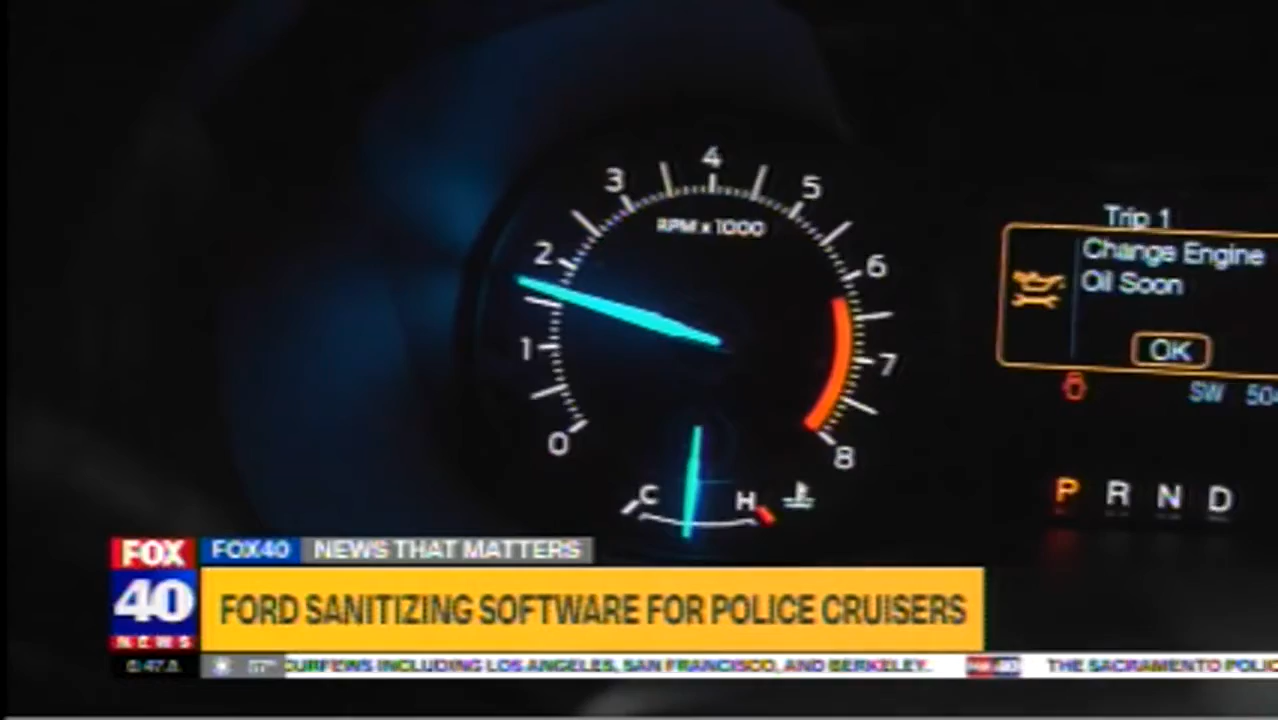 4
3
5
RPM x 1000
2
6
1
7
0
8
C
H
Trip 1
Change Engine
Oil Soon
OK
SW
P R N D
FOX
40
NEWS
FOX40
NEWS THAT MATTERS
FORD SANITIZING SOFTWARE FOR POLICE CRUISERS
CURFEWS INCLUDING LOS ANGELES, SAN FRANCISCO, AND BERKELEY.
THE SACRAMENTO